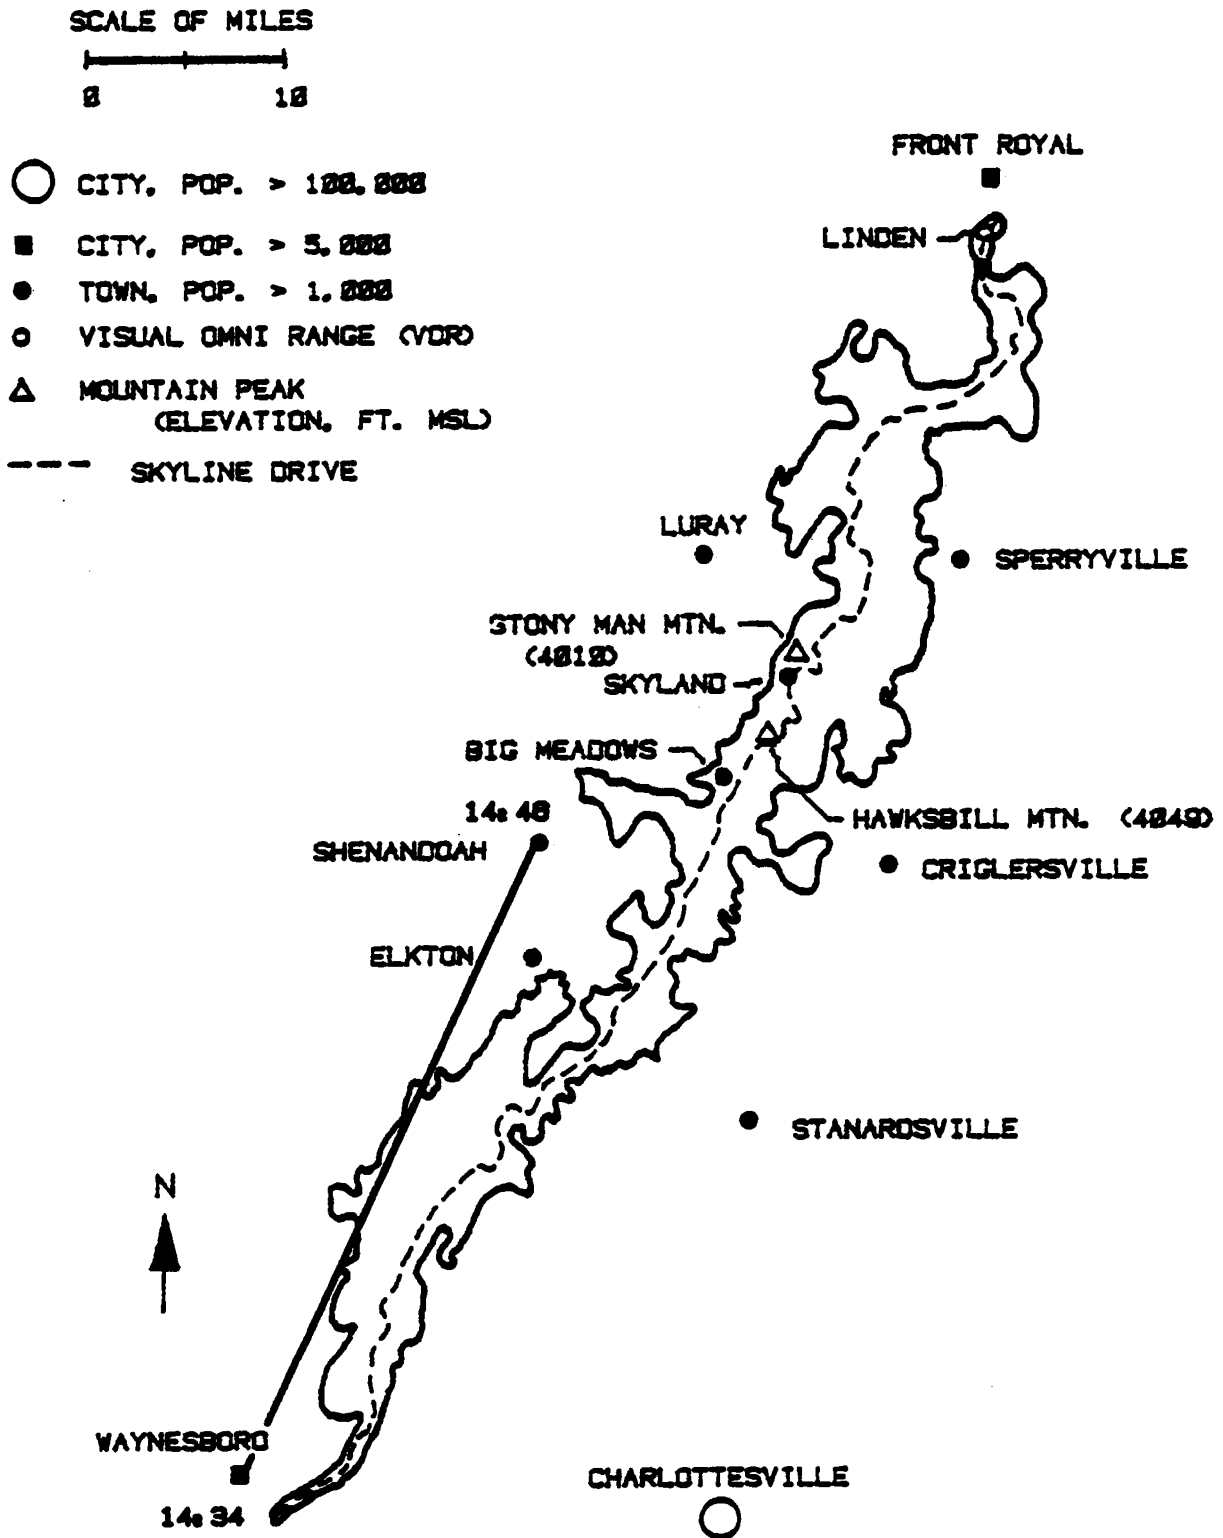 SCALE OF MILES
0 10
CITY, POP. > 100,000
CITY, POP. > 5,000
TOWN, POP. > 1,000
VISUAL OMNI RANGE (VOR)
MOUNTAIN PEAK
(ELEVATION, FT. MSL)
SKYLINE DRIVE
FRONT ROYAL
LINDEN
LURAY
SPERRYVILLE
STONY MAN MTN.
(4010)
SKYLAND
BIG MEADOWS
14:48
HAWKSBILL MTN. (4049)
SHENANDOAH
CRIGLERSVILLE
ELKTON
STANARDSVILLE
N
WAYNESBORO
CHARLOTTESVILLE
14:34